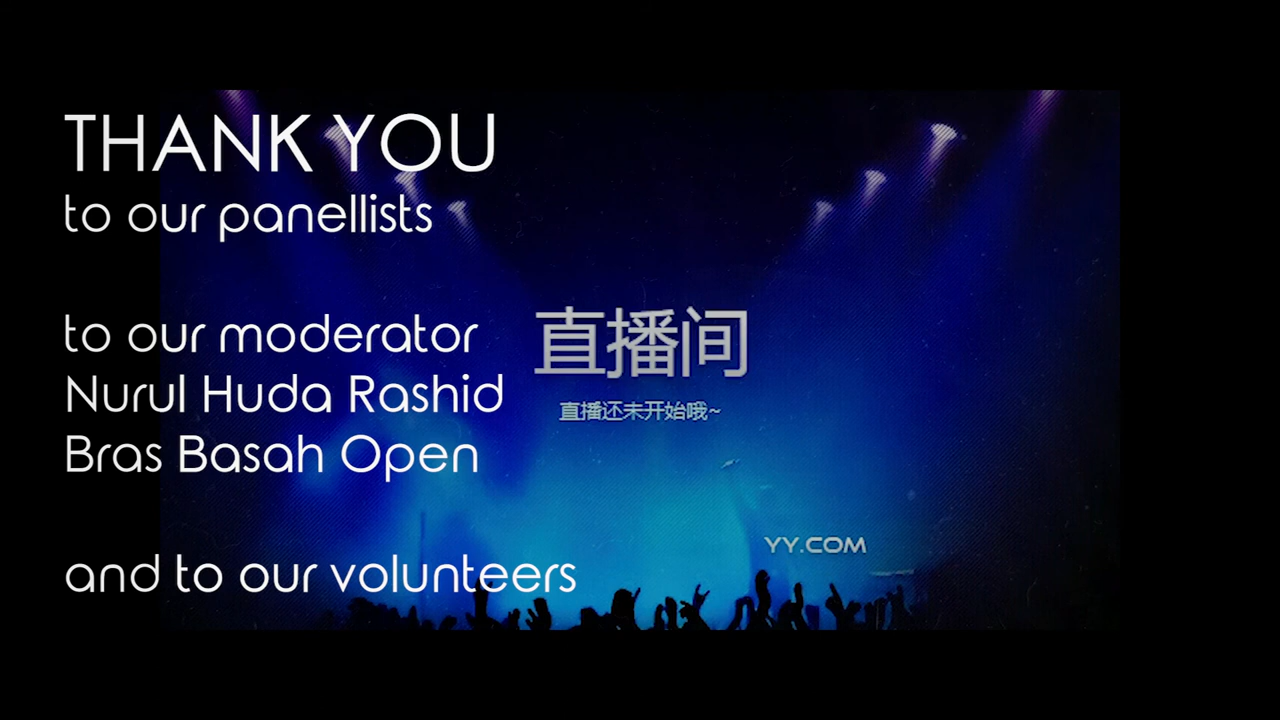 THANK YOU
to our panellists
to our moderator
Nurul Huda Rashid
Bras Basah Open
and to our volunteers
直播间
直播还未开始哦~
YY.COM